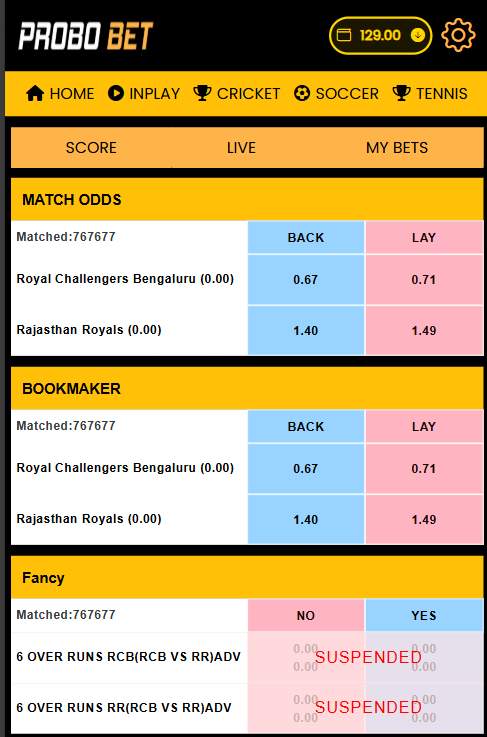 PROBO BET
129.00
HOME INPLAY CRICKET SOCCER TENNIS
SCORE LIVE MY BETS
MATCH ODDS
Matched:767677 BACK LAY
Royal Challengers Bengaluru (0.00) 0.67 0.71
Rajasthan Royals (0.00) 1.40 1.49
BOOKMAKER
Matched:767677 BACK LAY
Royal Challengers Bengaluru (0.00) 0.67 0.71
Rajasthan Royals (0.00) 1.40 1.49
Fancy
Matched:767677 NO YES
0.00 0.00
6 OVER RUNS RCB(RCB VS RR)ADV SUSPENDED
0.00 0.00
0.00 0.00
6 OVER RUNS RR(RCB VS RR)ADV SUSPENDED
0.00 0.00